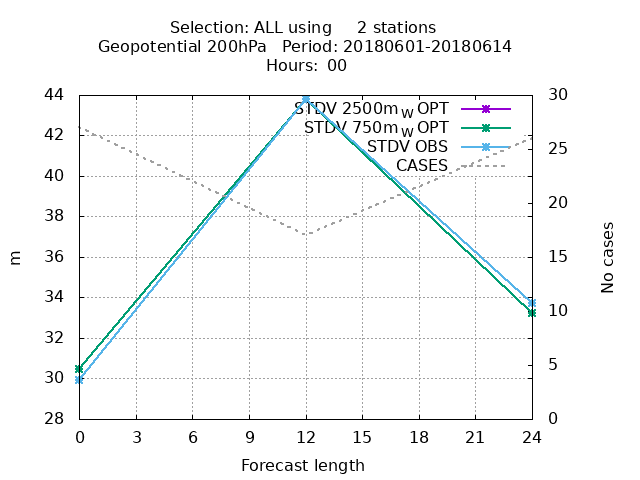 Selection: ALL using 2 stations
Geopotential 200hPa Period: 20180601-20180614
Hours: 00
44
42
40
38
36
34
32
30
28
m
30
25
20
15
10
5
0
No cases
STDV 2500m W OPT
STDV 750m W OPT
STDV OBS
CASES
0 3 6 9 12 15 18 21 24
Forecast length